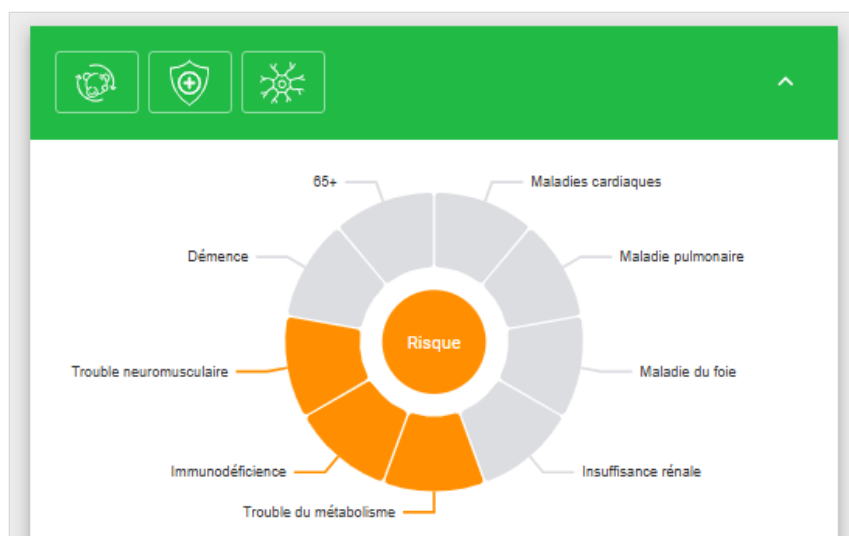 65+
Maladies cardiaques
Démence
Maladie pulmonaire
Risque
Trouble neuromusculaire
Maladie du foie
Immunodéficience
Insuffisance rénale
Trouble du métabolisme